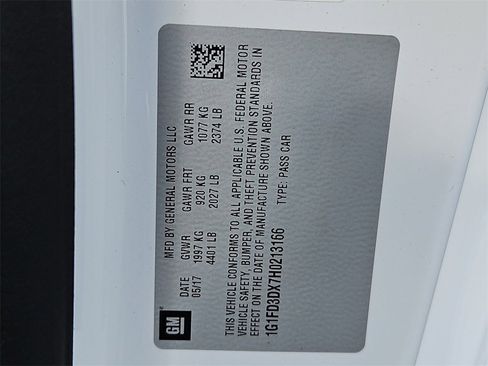 GM
MFD BY GENERAL MOTORS LLC
DATE GVWR GAWR FRT GAWR RR
05/17 1997 KG 920 KG 1077 KG
4401 LB 2027 LB 2374 LB
THIS VEHICLE CONFORMS TO ALL APPLICABLE U.S. FEDERAL MOTOR
VEHICLE SAFETY, BUMPER, AND THEFT PREVENTION STANDARDS IN
EFFECT ON THE DATE OF MANUFACTURE SHOWN ABOVE.
1G1FD3DX7H0213166 TYPE: PASS CAR